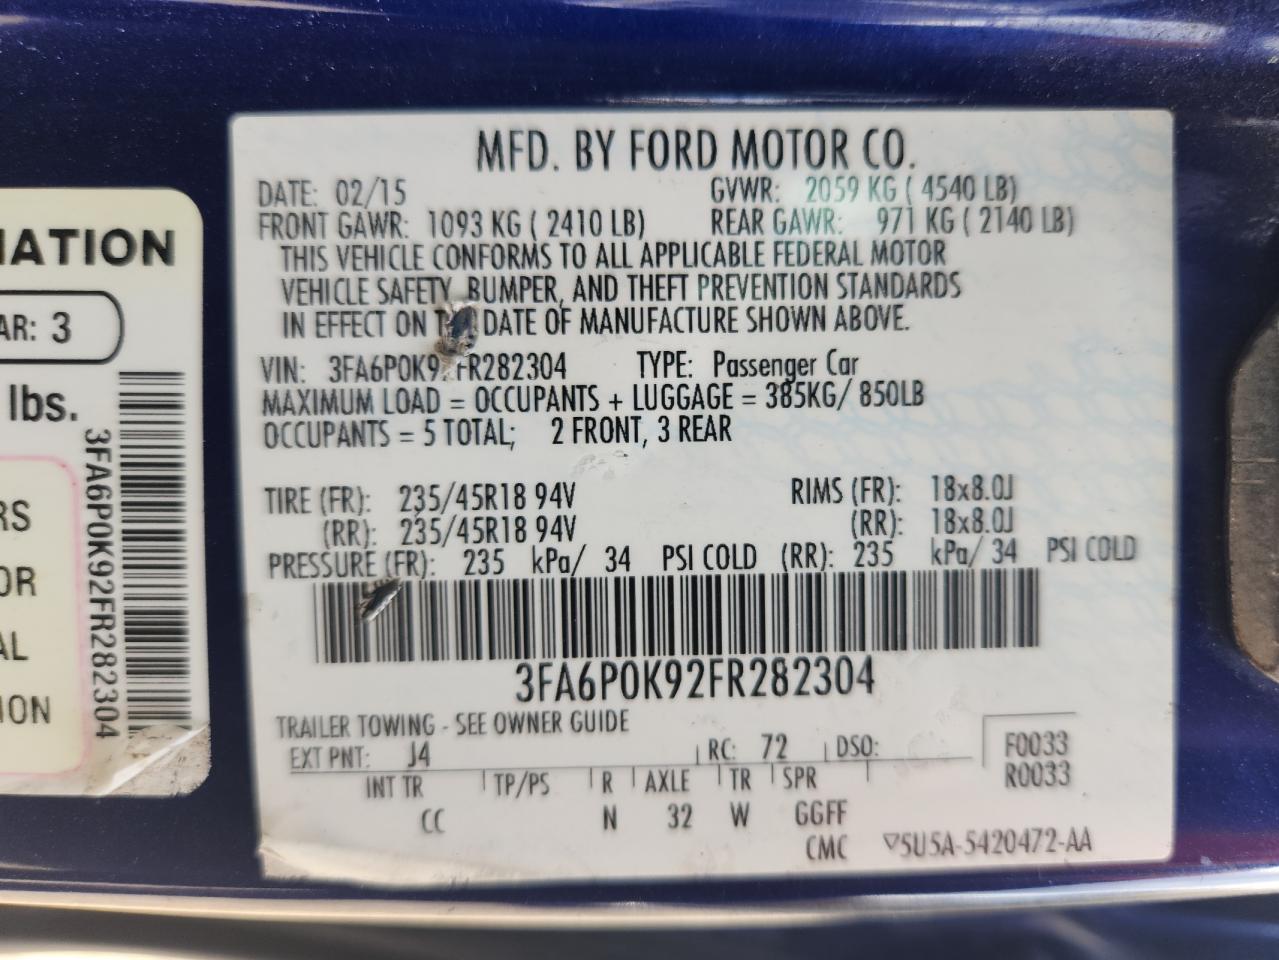 MFD. BY FORD MOTOR CO.
DATE: 02/15 GVWR: 2059 KG ( 4540 LB)
FRONT GAWR: 1093 KG ( 2410 LB) REAR GAWR: 971 KG ( 2140 LB)
THIS VEHICLE CONFORMS TO ALL APPLICABLE FEDERAL MOTOR
VEHICLE SAFETY, BUMPER, AND THEFT PREVENTION STANDARDS
IN EFFECT ON DATE OF MANUFACTURE SHOWN ABOVE.
VIN: 3FA6P0K92FR282304 TYPE: Passenger Car
MAXIMUM LOAD = OCCUPANTS + LUGGAGE = 385KG/ 850LB
OCCUPANTS = 5 TOTAL; 2 FRONT, 3 REAR
TIRE (FR): 235/45R18 94V RIMS (FR): 18x8.0J
(RR): 235/45R18 94V (RR): 18x8.0J
PRESSURE (FR): 235 kPa/ 34 PSI COLD (RR): 235 kPa/ 34 PSI COLD
3FA6P0K92FR282304
TRAILER TOWING - SEE OWNER GUIDE
EXT PNT: J4 RC: 72 DSO: F0033
R0033
INT TR TP/PS R AXLE TR SPR
CC N 32 W GGFF
CMC ▽5U5A-5420472-AA
MATION
AR: 3
lbs.
RS
OR
AL
ION
3FA6P0K92FR282304